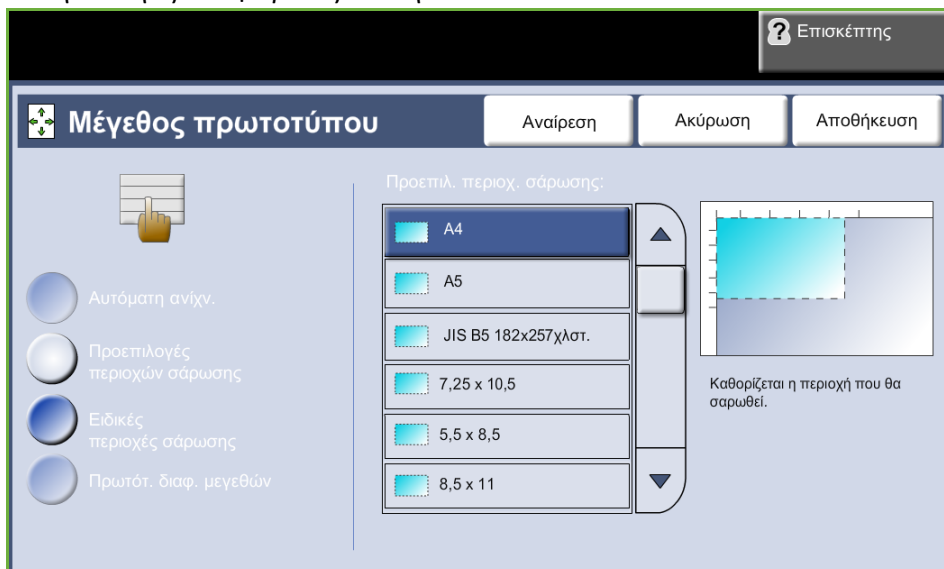 Επισκέπτης
Μέγεθος πρωτοτύπου
Αναίρεση
Ακύρωση
Αποθήκευση
Προεπιλ. περιοχ. σάρωσης:
Αυτόματη ανίχν.
Προεπιλογές
περιοχών σάρωσης
Ειδικές
περιοχές σάρωσης
Πρωτότ. διαφ. μεγεθών
A4
A5
JIS B5 182x257χλστ.
7,25 x 10,5
5,5 x 8,5
8,5 x 11
Καθορίζεται η περιοχή που θα
σαρωθεί.